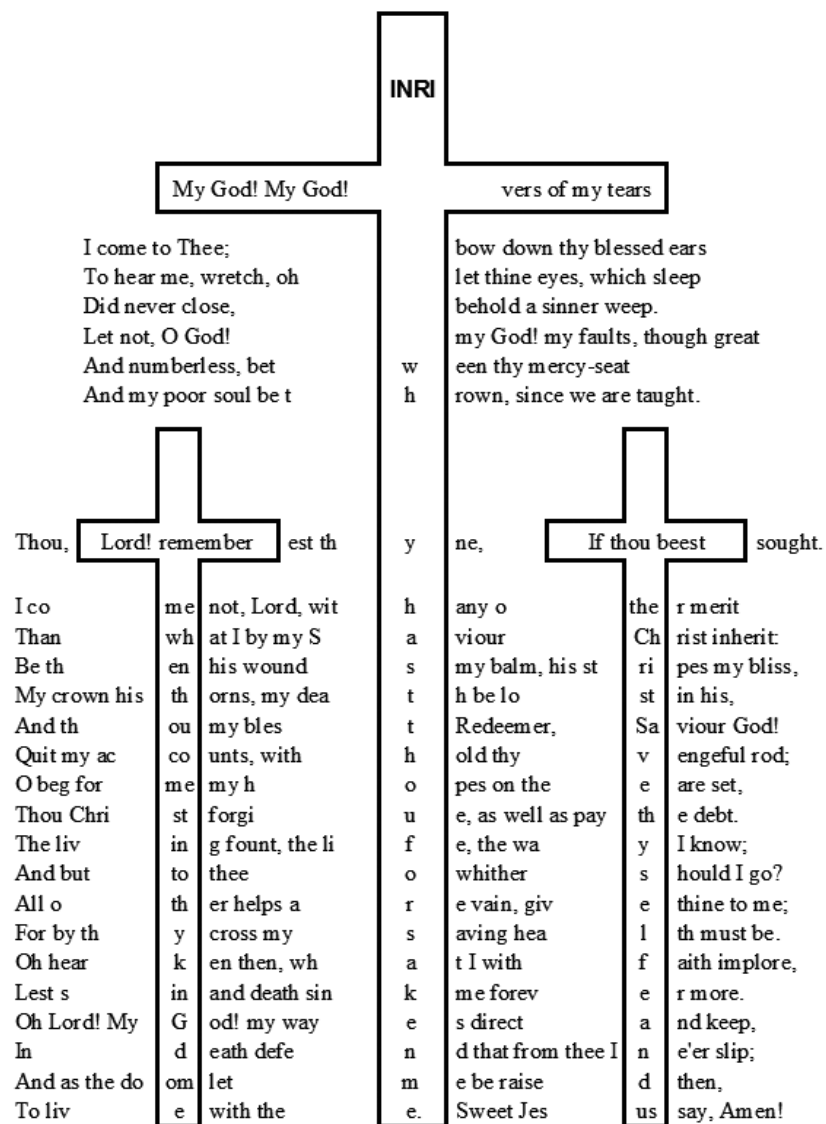 INRI
My God! My God! vers of my tears
I come to Thee; bow down thy blessed ears
To hear me, wretch, oh let thine eyes, which sleep
Did never close, behold a sinner weep.
Let not, O God! my God! my faults, though great
And numberless, bet w een thy mercy-seat
And my poor soul be t h rown, since we are taught.
Thou, Lord! remember est th y ne, If thou beest sought.
I co me not, Lord, wit h any o the r merit
Than wh at I by my S a viour Ch rist inherit:
Be th en his wound s my balm, his st ri pes my bliss,
My crown his th orns, my dea t h be lo st in his,
And th ou my bles t Redeemer, Sa viour God!
Quit my ac co unts, with h old thy v engeful rod;
O beg for me my h o pes on the e are set,
Thou Chri st forgi u e, as well as pay th e debt.
The liv in g fount, the li f e, the wa y I know;
And but to thee o whither s hould I go?
All o th er helps a r e vain, giv e thine to me;
For by th y cross my s aving hea l th must be.
Oh hear k en then, wh a t I with f aith implore,
Lest s in and death sin k me forev e r more.
Oh Lord! My G od! my way e s direct a nd keep,
In d eath defe n d that from thee I n e'er slip;
And as the do om let m e be raise d then,
To liv e with the e. Sweet Jes us say, Amen!